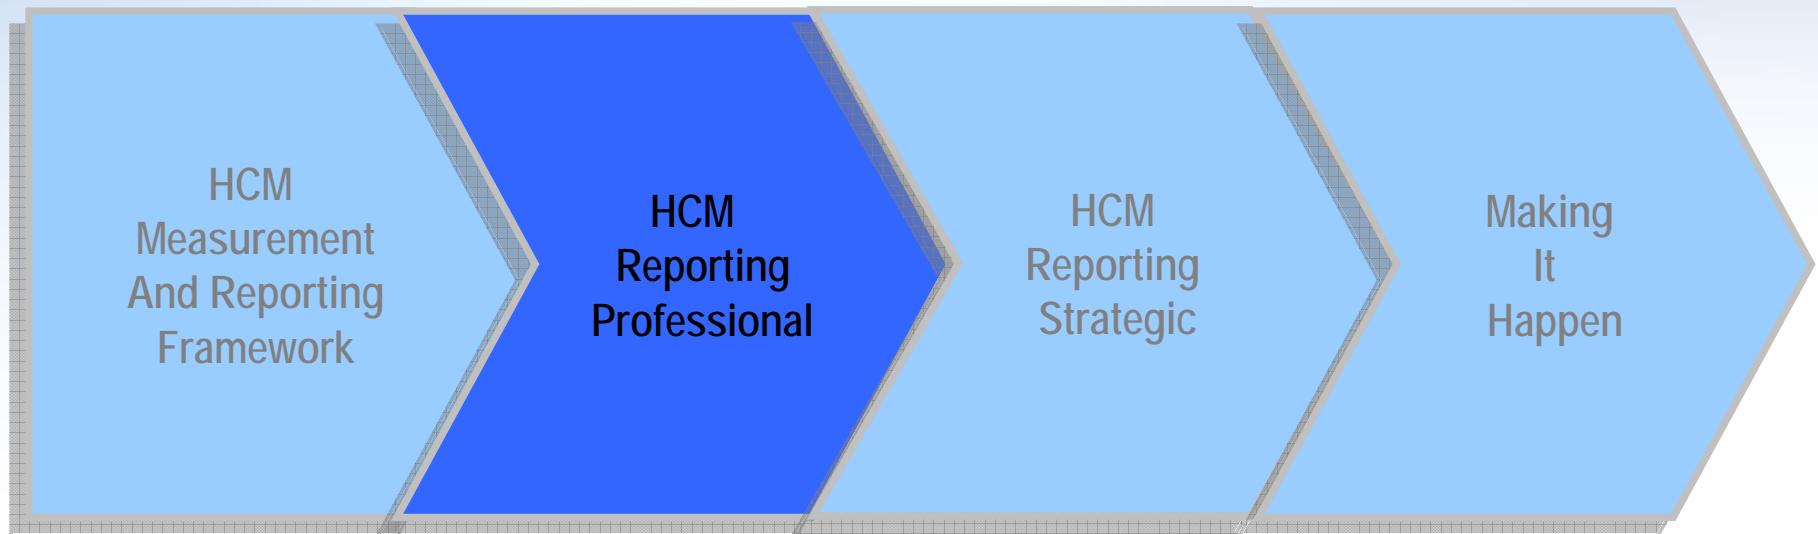 HCM
Measurement
And Reporting
Framework
HCM
Reporting
Professional
HCM
Reporting
Strategic
Making
It
Happen